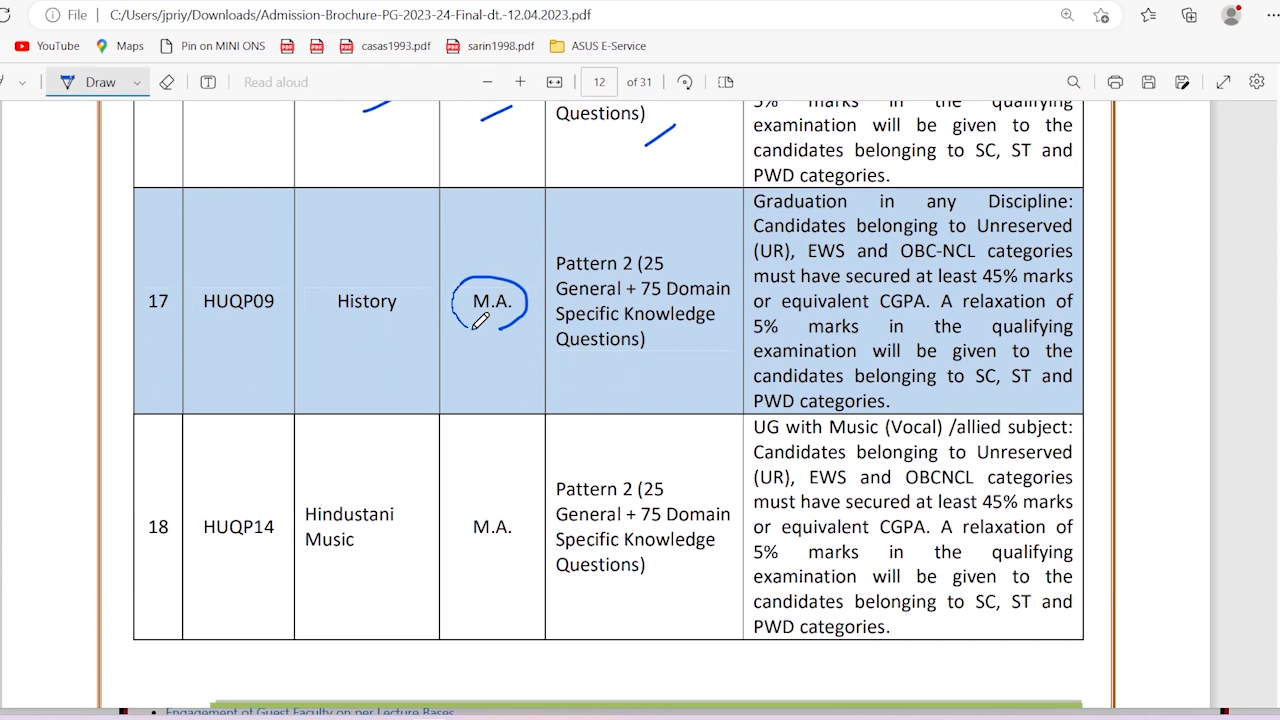 File
C:/Users/jpriy/Downloads/Admission-Brochure-PG-2023-24-Final-dt.-12.04.2023.pdf
YouTube
Maps
Pin on MINI ONS
casas1993.pdf
sarin1998.pdf
ASUS E-Service
Draw
Read aloud
12
of 31
Questions)
5% marks in the qualifying
examination will be given to the
candidates belonging to SC, ST and
PWD categories.
17
HUQP09
History
M.A.
Pattern 2 (25
General + 75 Domain
Specific Knowledge
Questions)
Graduation in any Discipline:
Candidates belonging to Unreserved
(UR), EWS and OBC-NCL categories
must have secured at least 45% marks
or equivalent CGPA. A relaxation of
5% marks in the qualifying
examination will be given to the
candidates belonging to SC, ST and
PWD categories.
18
HUQP14
Hindustani
Music
M.A.
Pattern 2 (25
General + 75 Domain
Specific Knowledge
Questions)
UG with Music (Vocal) /allied subject:
Candidates belonging to Unreserved
(UR), EWS and OBCNCL categories
must have secured at least 45% marks
or equivalent CGPA. A relaxation of
5% marks in the qualifying
examination will be given to the
candidates belonging to SC, ST and
PWD categories.
Engagement of Guest Faculty on per Lecture Bases